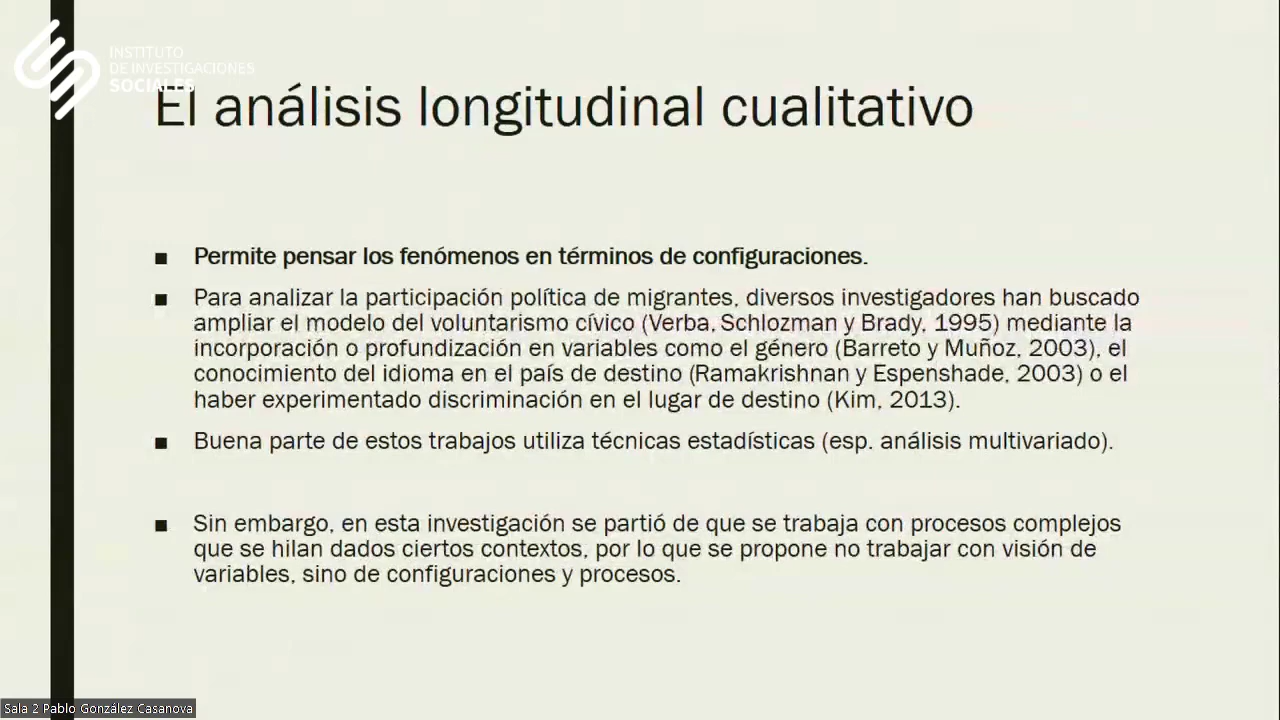 INSTITUTO
DE INVESTIGACIONES
SOCIALES
El análisis longitudinal cualitativo
■ Permite pensar los fenómenos en términos de configuraciones.
■ Para analizar la participación política de migrantes, diversos investigadores han buscado
ampliar el modelo del voluntarismo cívico (Verba, Schlozman y Brady, 1995) mediante la
incorporación o profundización en variables como el género (Barreto y Muñoz, 2003), el
conocimiento del idioma en el país de destino (Ramakrishnan y Espenshade, 2003) o el
haber experimentado discriminación en el lugar de destino (Kim, 2013).
■ Buena parte de estos trabajos utiliza técnicas estadísticas (esp. análisis multivariado).
■ Sin embargo, en esta investigación se partió de que se trabaja con procesos complejos
que se hilan dados ciertos contextos, por lo que se propone no trabajar con visión de
variables, sino de configuraciones y procesos.
Sala 2 Pablo González Casanova